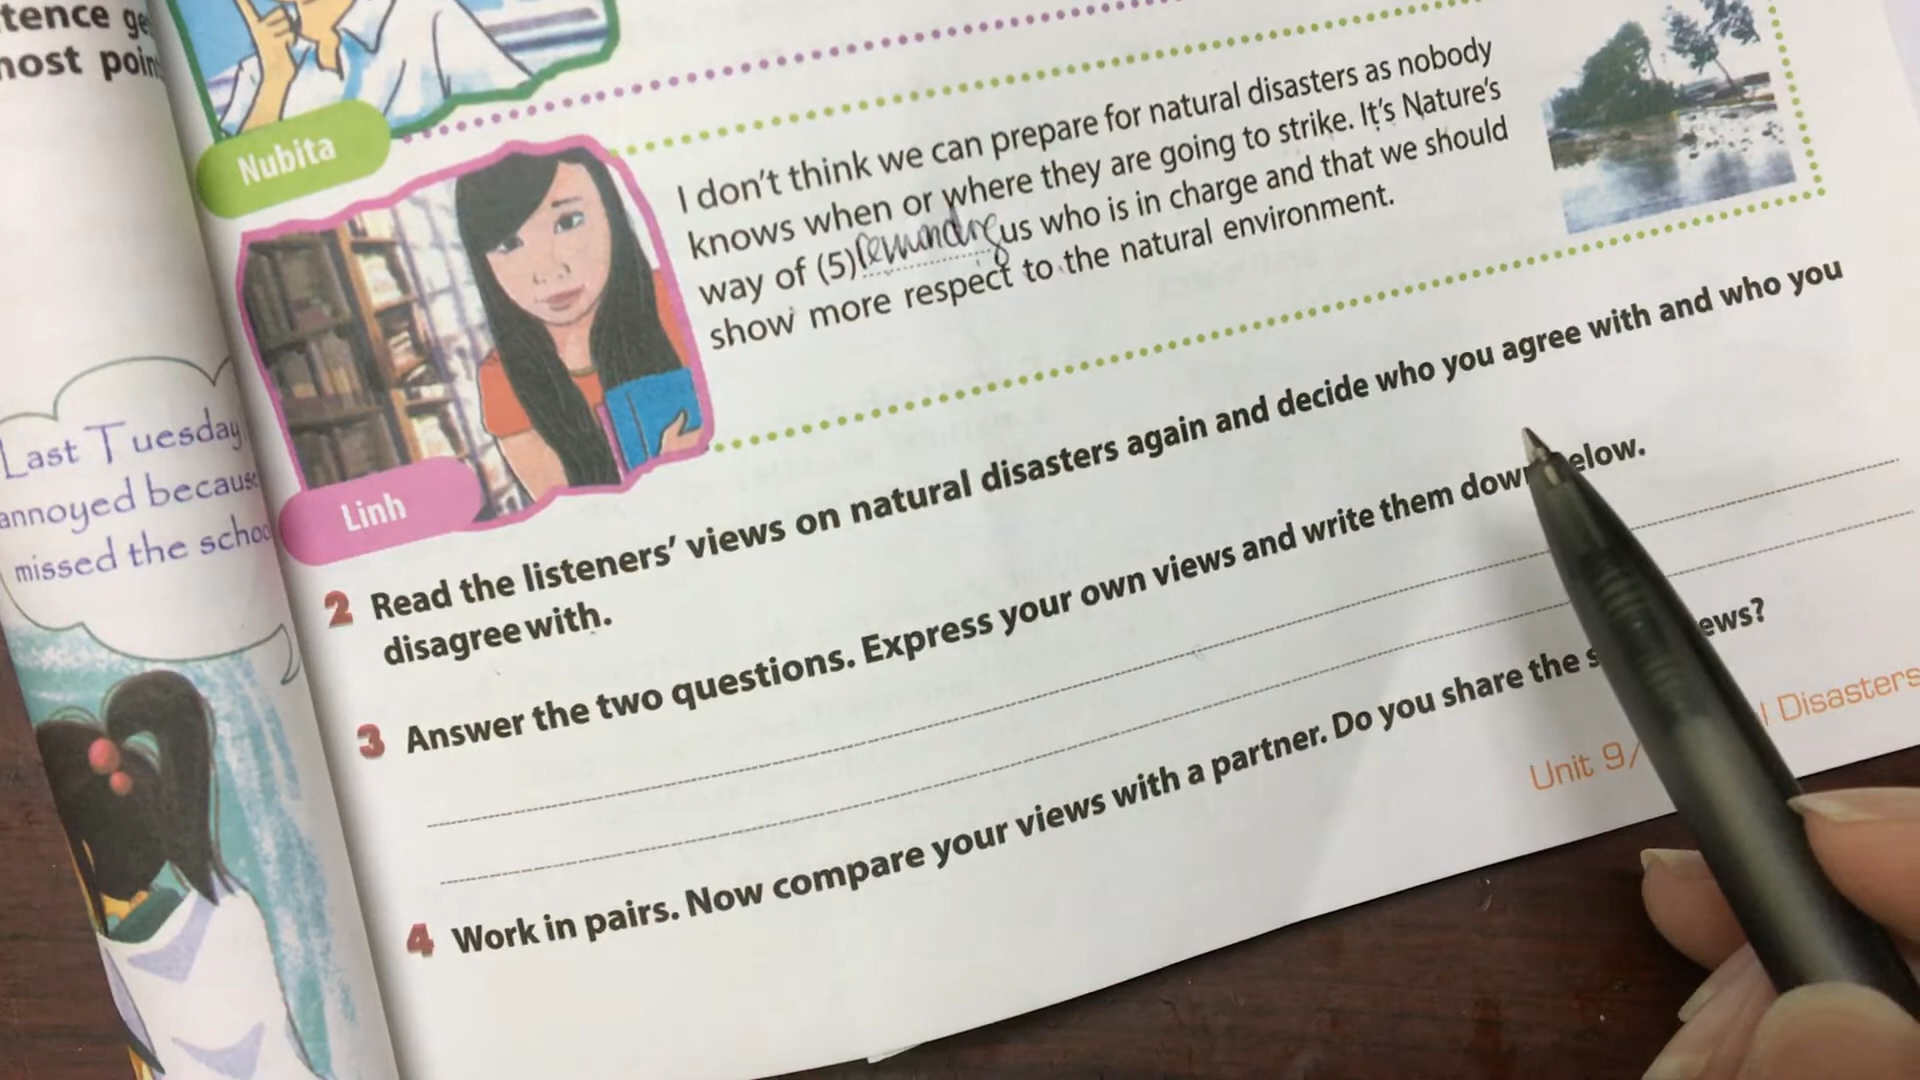 tence
most
Nubita
I don't think we can prepare for natural disasters as nobody
knows when or where they are going to strike. It's Nature's
way of (5) reminding us who is in charge and that we should
show more respect to the natural environment.
Linh
Last Tuesday
annoyed because
missed the schoo
2 Read the listeners' views on natural disasters again and decide who you agree with and who you
disagree with.
3 Answer the two questions. Express your own views and write them down below.
4 Work in pairs. Now compare your views with a partner. Do you share the s ews?
Unit 9/ l Disasters